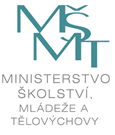 MŠMT
MINISTERSTVO
ŠKOLSTVÍ,
MLÁDEŽE A
TĚLOVÝCHOVY